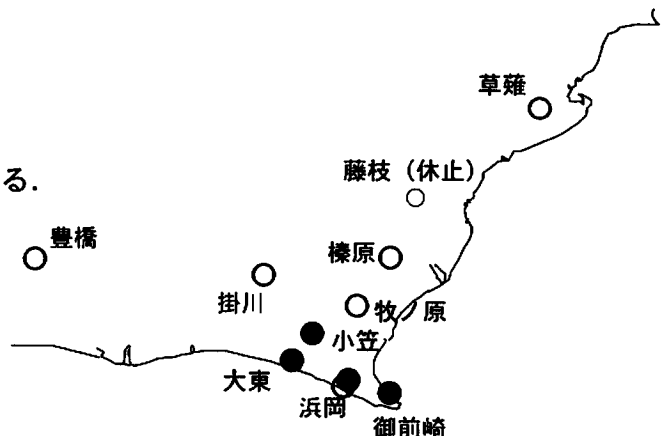 草薙
藤枝（休止）
る.
豊橋
榛原
掛川
牧ノ原
小笠
大東
浜岡
御前崎